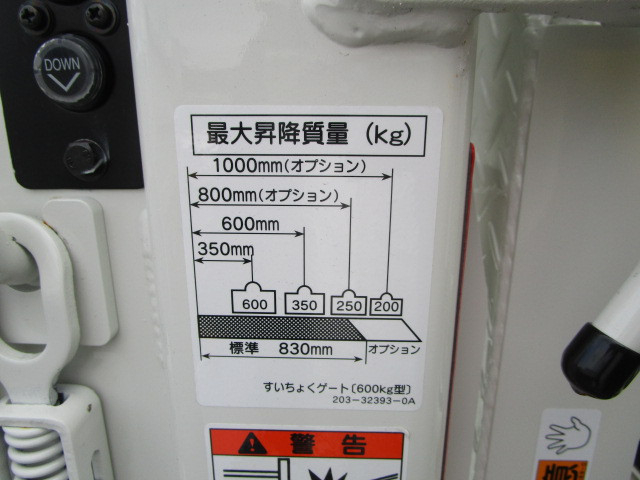 DOWN
最大昇降質量 (kg)
1000mm(オプション)
800mm(オプション)
600mm
350mm
600 350 250 200
標準 830mm オプション
すいちょくゲート〔600kg型〕
203-32393-0A
警告